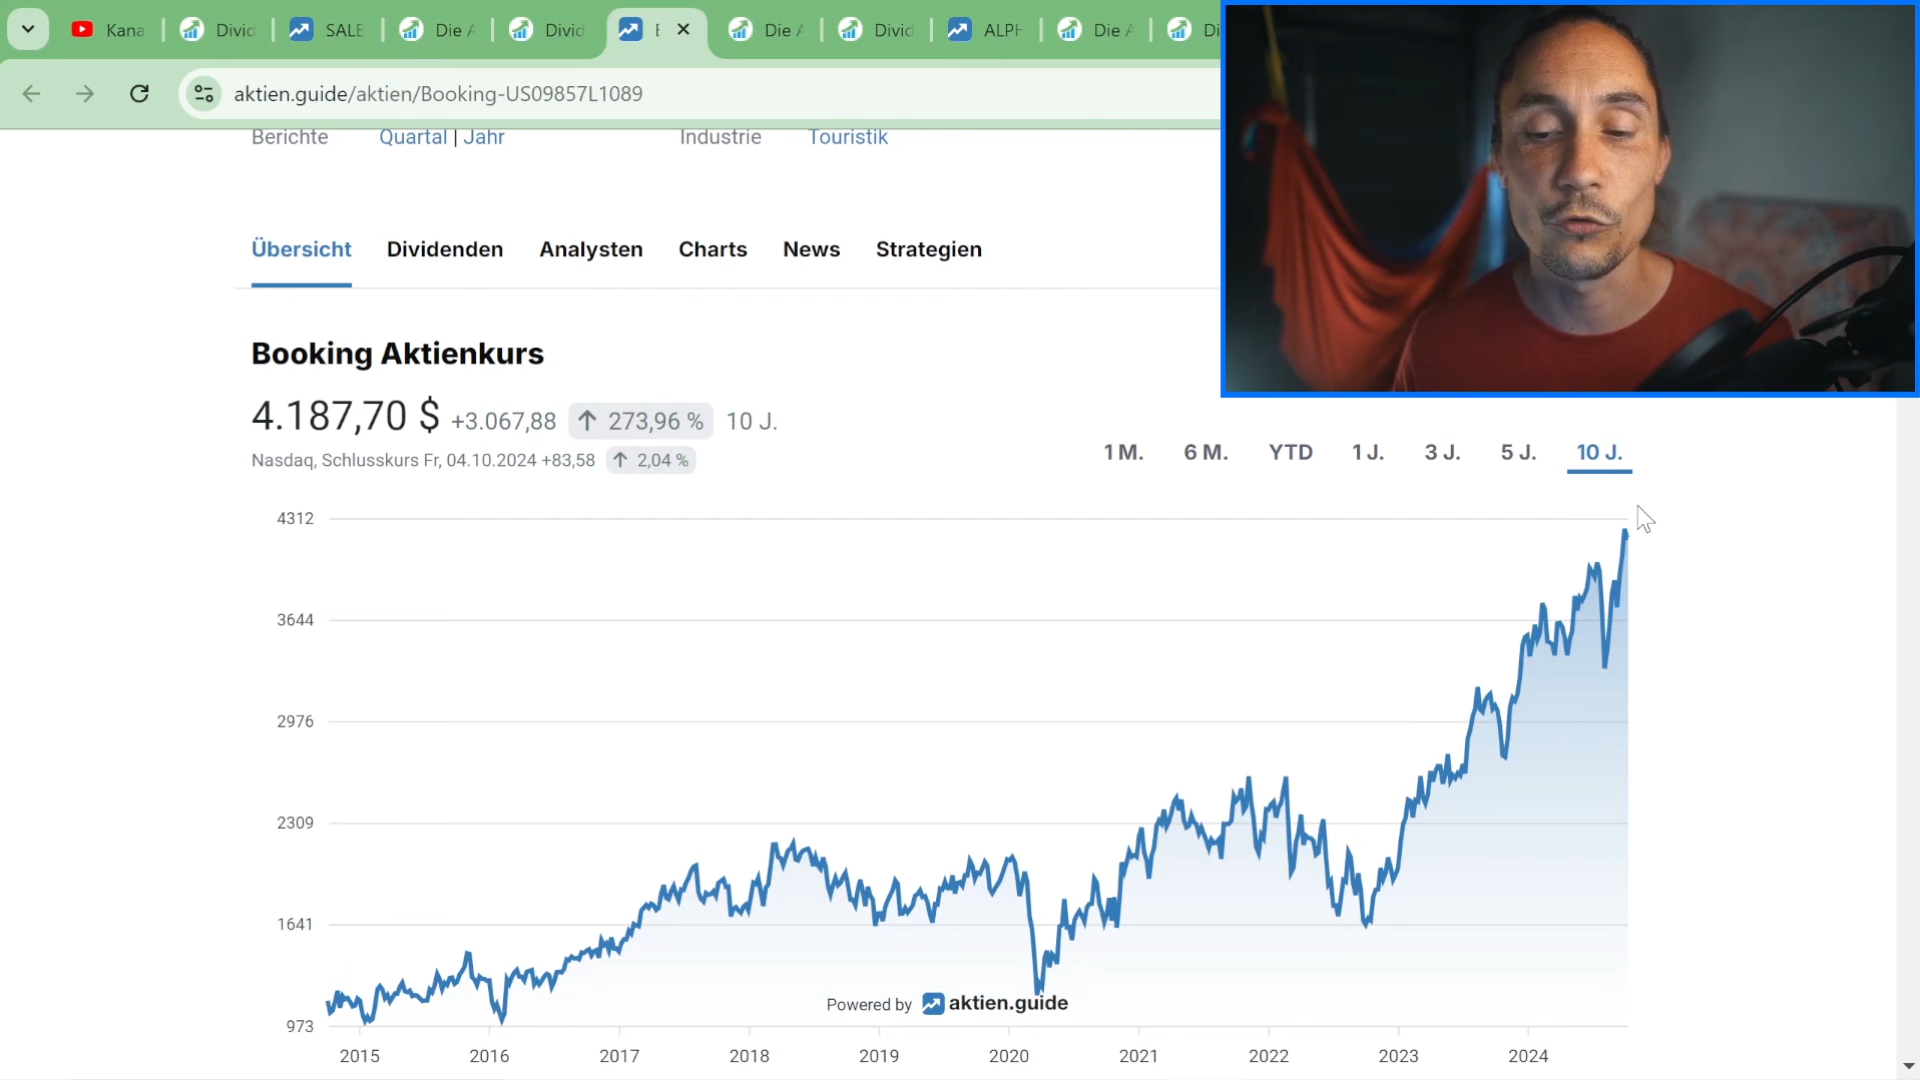 Kana
Divid
SALE
Die A
Divid
Die A
Divid
ALPH
Die A
Di
aktien.guide/aktien/Booking-US09857L1089
Berichte Quartal | Jahr Industrie Touristik
Übersicht Dividenden Analysten Charts News Strategien
Booking Aktienkurs
4.187,70 $ +3.067,88 273,96 % 10 J.
Nasdaq, Schlusskurs Fr, 04.10.2024 +83,58 2,04 %
1 M. 6 M. YTD 1 J. 3 J. 5 J. 10 J.
4312
3644
2976
2309
1641
973
Powered by aktien.guide
2015 2016 2017 2018 2019 2020 2021 2022 2023 2024